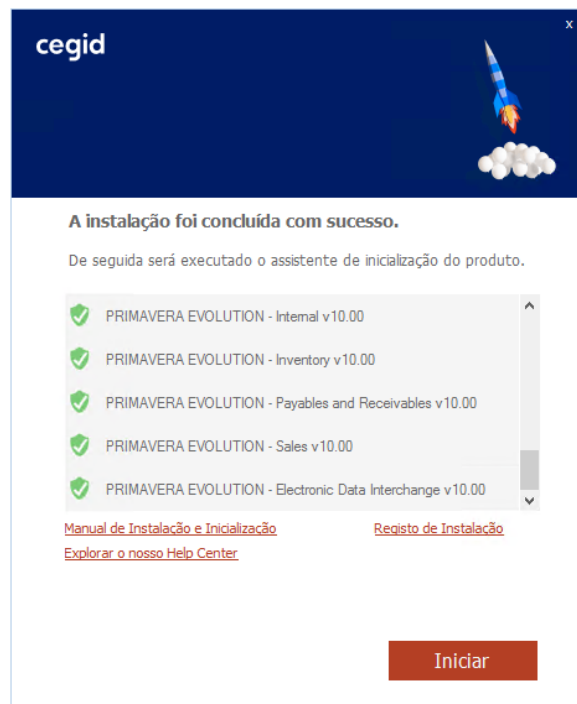 x
cegid
A instalação foi concluída com sucesso.
De seguida será executado o assistente de inicialização do produto.
PRIMAVERA EVOLUTION - Internal v10.00
PRIMAVERA EVOLUTION - Inventory v10.00
PRIMAVERA EVOLUTION - Payables and Receivables v10.00
PRIMAVERA EVOLUTION - Sales v10.00
PRIMAVERA EVOLUTION - Electronic Data Interchange v10.00
Manual de Instalação e Inicialização
Registo de Instalação
Explorar o nosso Help Center
Iniciar